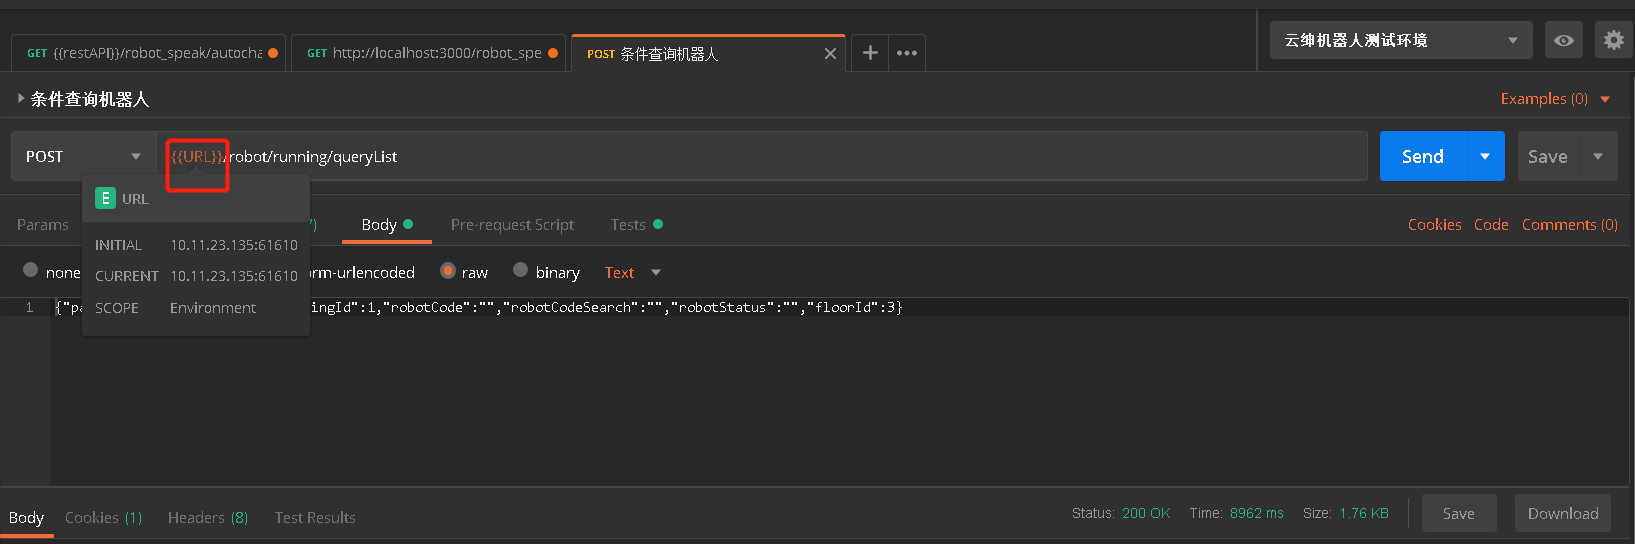 GET {{restAPI}}/robot_speak/autocha
GET http://localhost:3000/robot_spe
POST 条件查询机器人
云绅机器人测试环境
条件查询机器人
Examples (0)
POST
{{URL}}/robot/running/queryList
Send
Save
E URL
INITIAL 10.11.23.135:61610
CURRENT 10.11.23.135:61610
SCOPE Environment
Params
7)
Body
Pre-request Script
Tests
Cookies
Code
Comments (0)
none
rm-urlencoded
raw
binary
Text
1
{"pa
ingId":1,"robotCode":"","robotCodeSearch":"","robotStatus":"","floorId":3}
Body
Cookies (1)
Headers (8)
Test Results
Status: 200 OK
Time: 8962 ms
Size: 1.76 KB
Save
Download